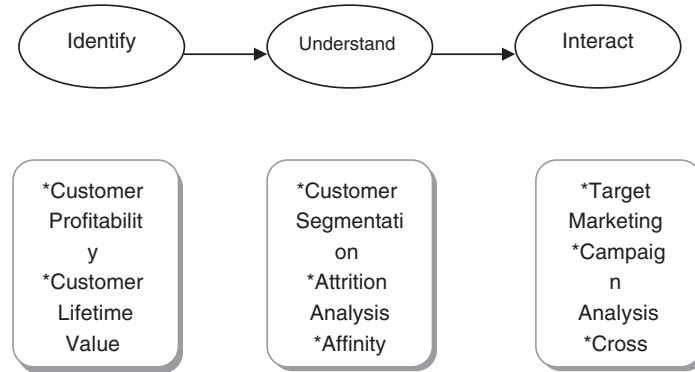 Identify
Understand
Interact
*Customer
Profitabilit
y
*Customer
Lifetime
Value
*Customer
Segmentati
on
*Attrition
Analysis
*Affinity
*Target
Marketing
*Campaig
n
Analysis
*Cross